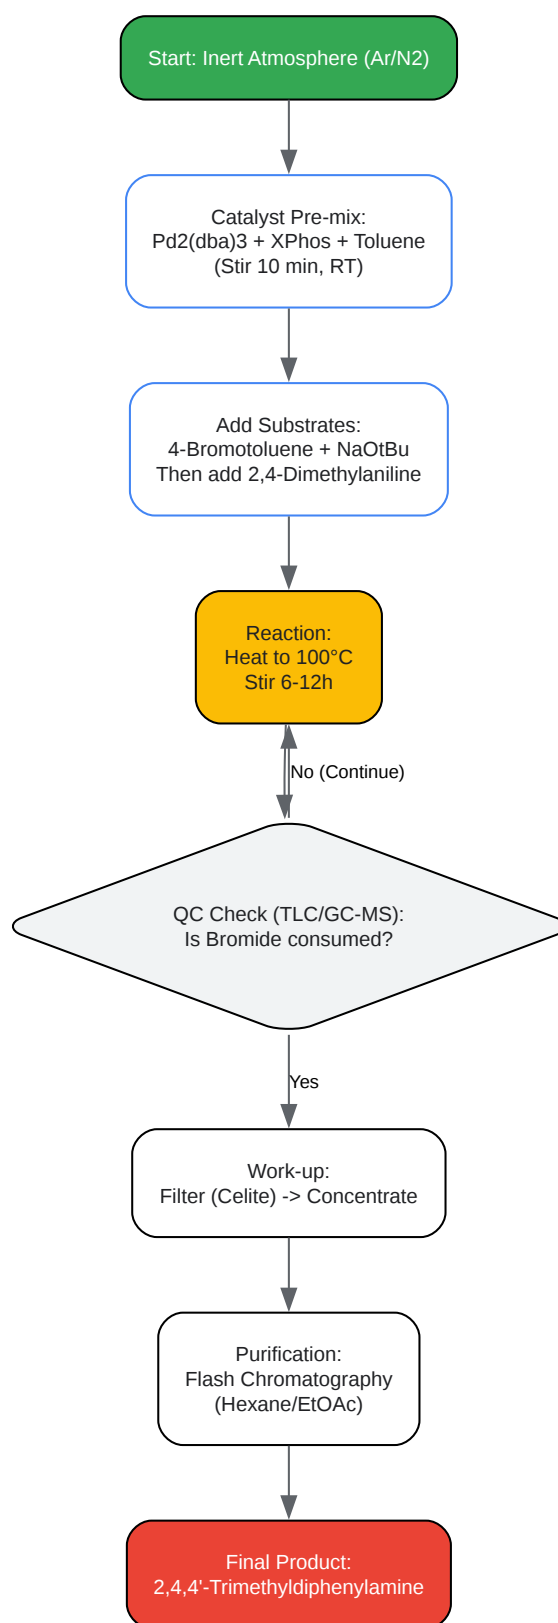 Start: Inert Atmosphere (Ar/N2)
Catalyst Pre-mix:
Pd2(dba)3 + XPhos + Toluene
(Stir 10 min, RT)
Add Substrates:
4-Bromotoluene + NaOtBu
Then add 2,4-Dimethylaniline
Reaction:
Heat to 100°C
Stir 6-12h
No (Continue)
QC Check (TLC/GC-MS):
Is Bromide consumed?
Yes
Work-up:
Filter (Celite) -> Concentrate
Purification:
Flash Chromatography
(Hexane/EtOAc)
Final Product:
2,4,4'-Trimethyldiphenylamine